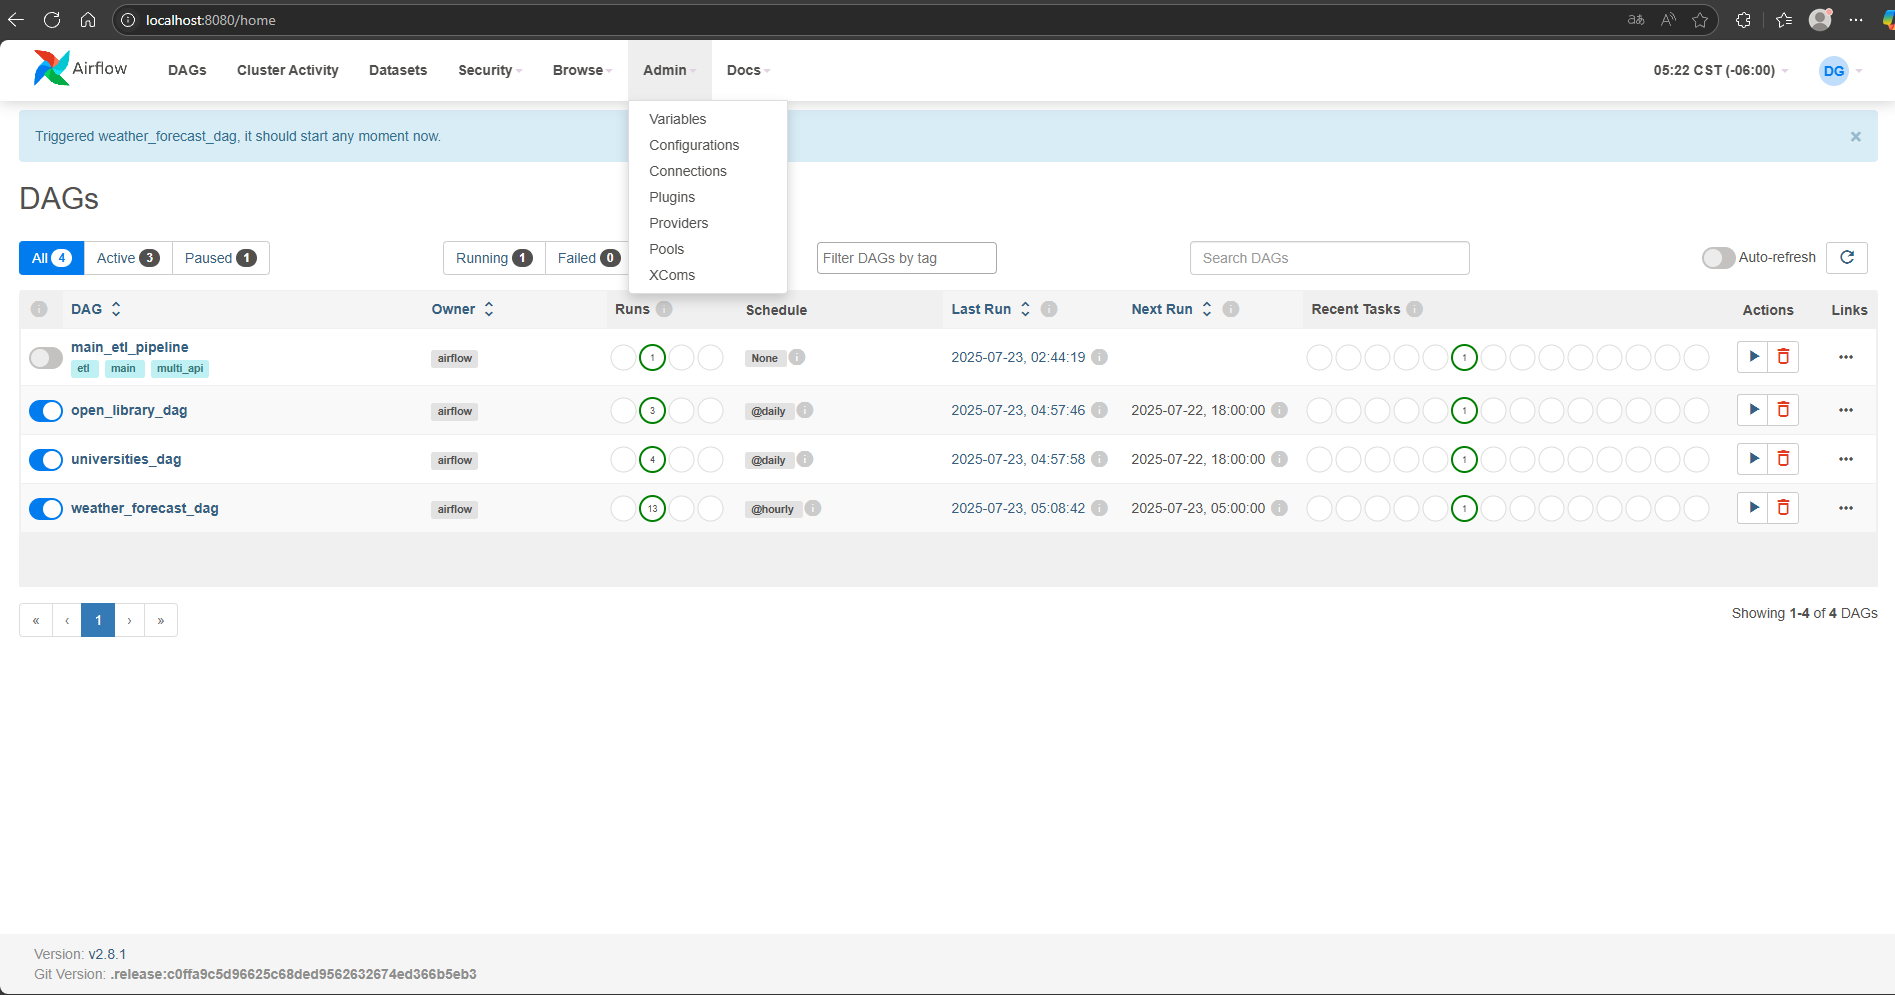 localhost:8080/home
Airflow DAGs Cluster Activity Datasets Security Browse Admin Docs 05:22 CST (-06:00) DG
Triggered weather_forecast_dag, it should start any moment now. ×
Variables
Configurations
Connections
Plugins
Providers
Pools
XComs
DAGs
All 4 Active 3 Paused 1 Running 1 Failed 0 Filter DAGs by tag Search DAGs Auto-refresh
DAG Owner Runs Schedule Last Run Next Run Recent Tasks Actions Links
main_etl_pipeline airflow 1 None 2025-07-23, 02:44:19 1
etl main multi_api
open_library_dag airflow 3 @daily 2025-07-23, 04:57:46 2025-07-22, 18:00:00 1
universities_dag airflow 4 @daily 2025-07-23, 04:57:58 2025-07-22, 18:00:00 1
weather_forecast_dag airflow 13 @hourly 2025-07-23, 05:08:42 2025-07-23, 05:00:00 1
« ‹ 1 › » Showing 1-4 of 4 DAGs
Version: v2.8.1
Git Version: .release:c0ffa9c5d96625c68ded9562632674ed366b5eb3